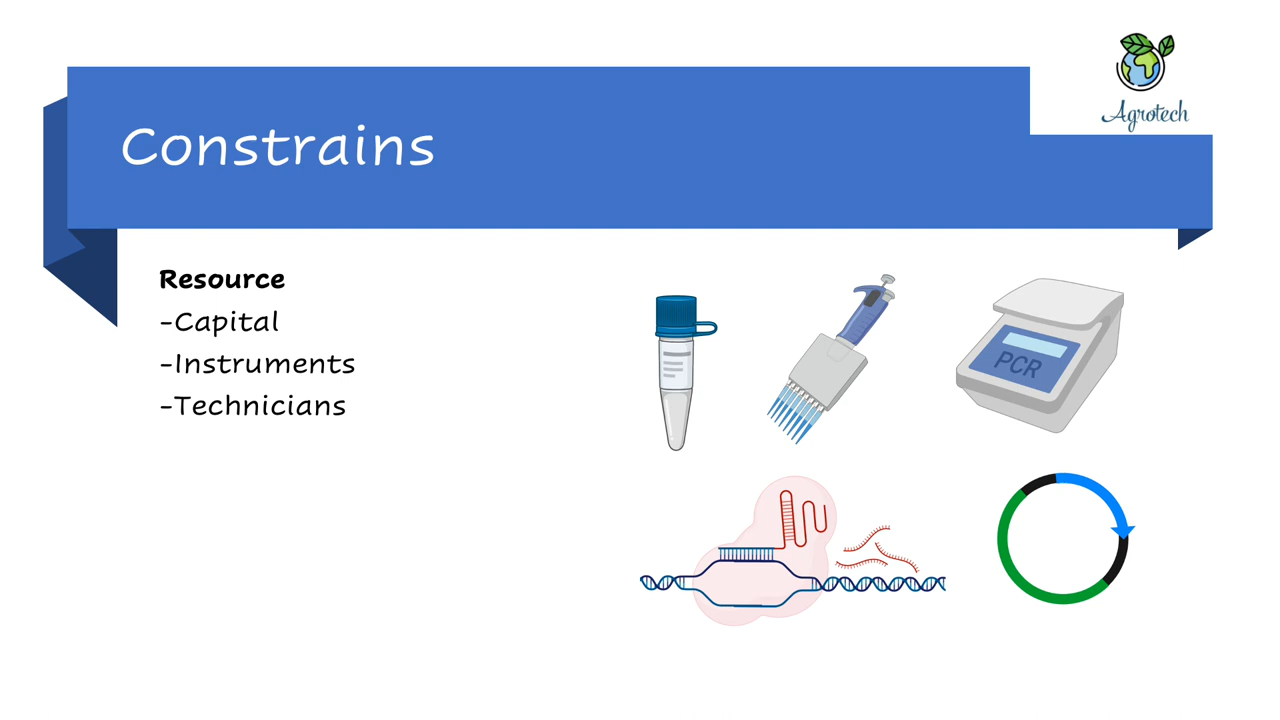 Agrotech
Constrains
Resource
-Capital
-Instruments
-Technicians
PCR